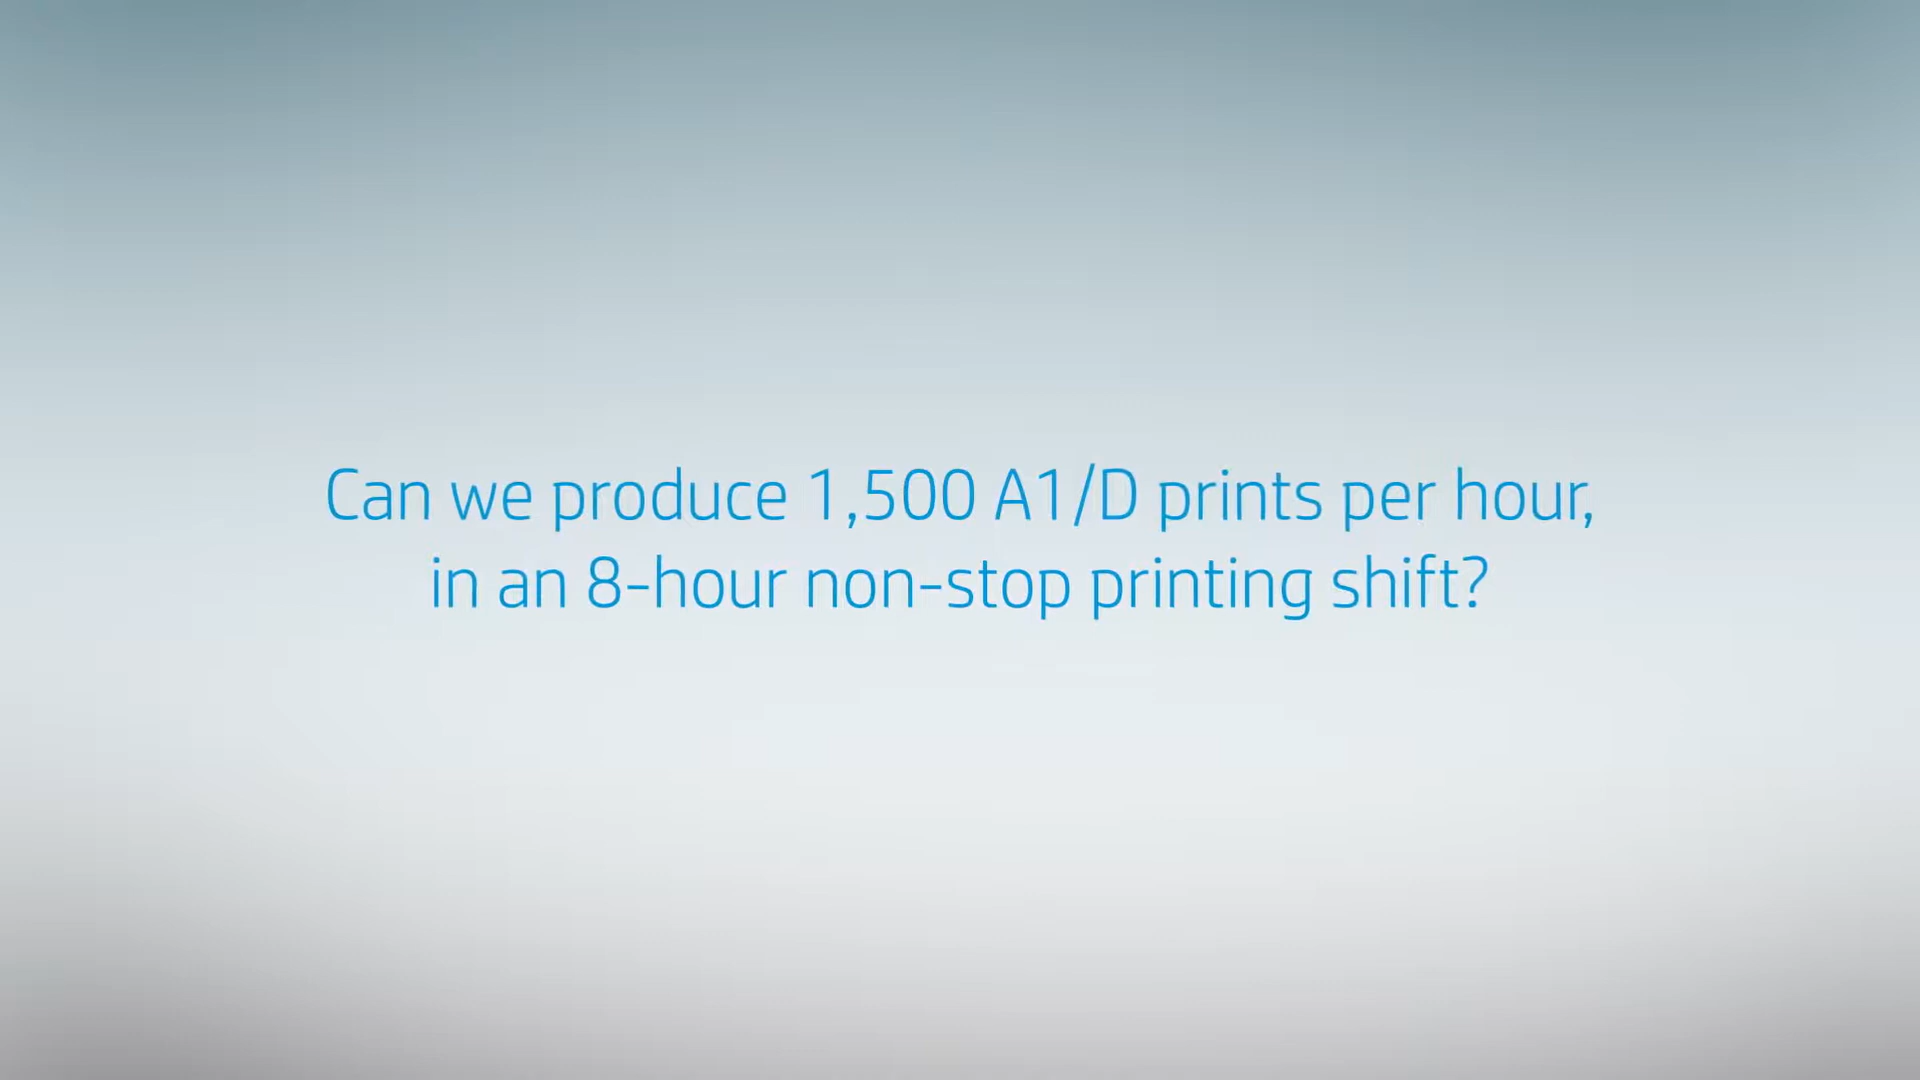 Can we produce 1,500 A1/D prints per hour,
in an 8-hour non-stop printing shift?